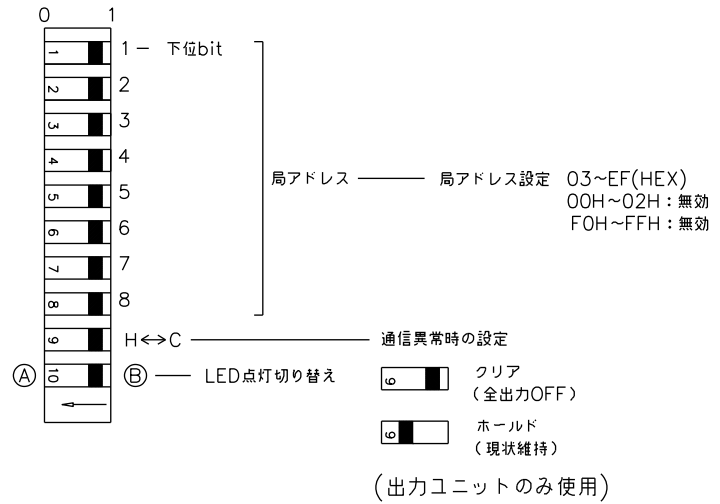 0 1
1 1 － 下位bit
2 2
3 3
4 4
5 5
局アドレス 局アドレス設定 03～EF(HEX)
00H～02H：無効
F0H～FFH：無効
6 6
7 7
8 8
9 H↔C 通信異常時の設定
Ⓐ 10 Ⓑ LED点灯切り替え
9 クリア
(全出力OFF)
9 ホールド
(現状維持)
(出力ユニットのみ使用)